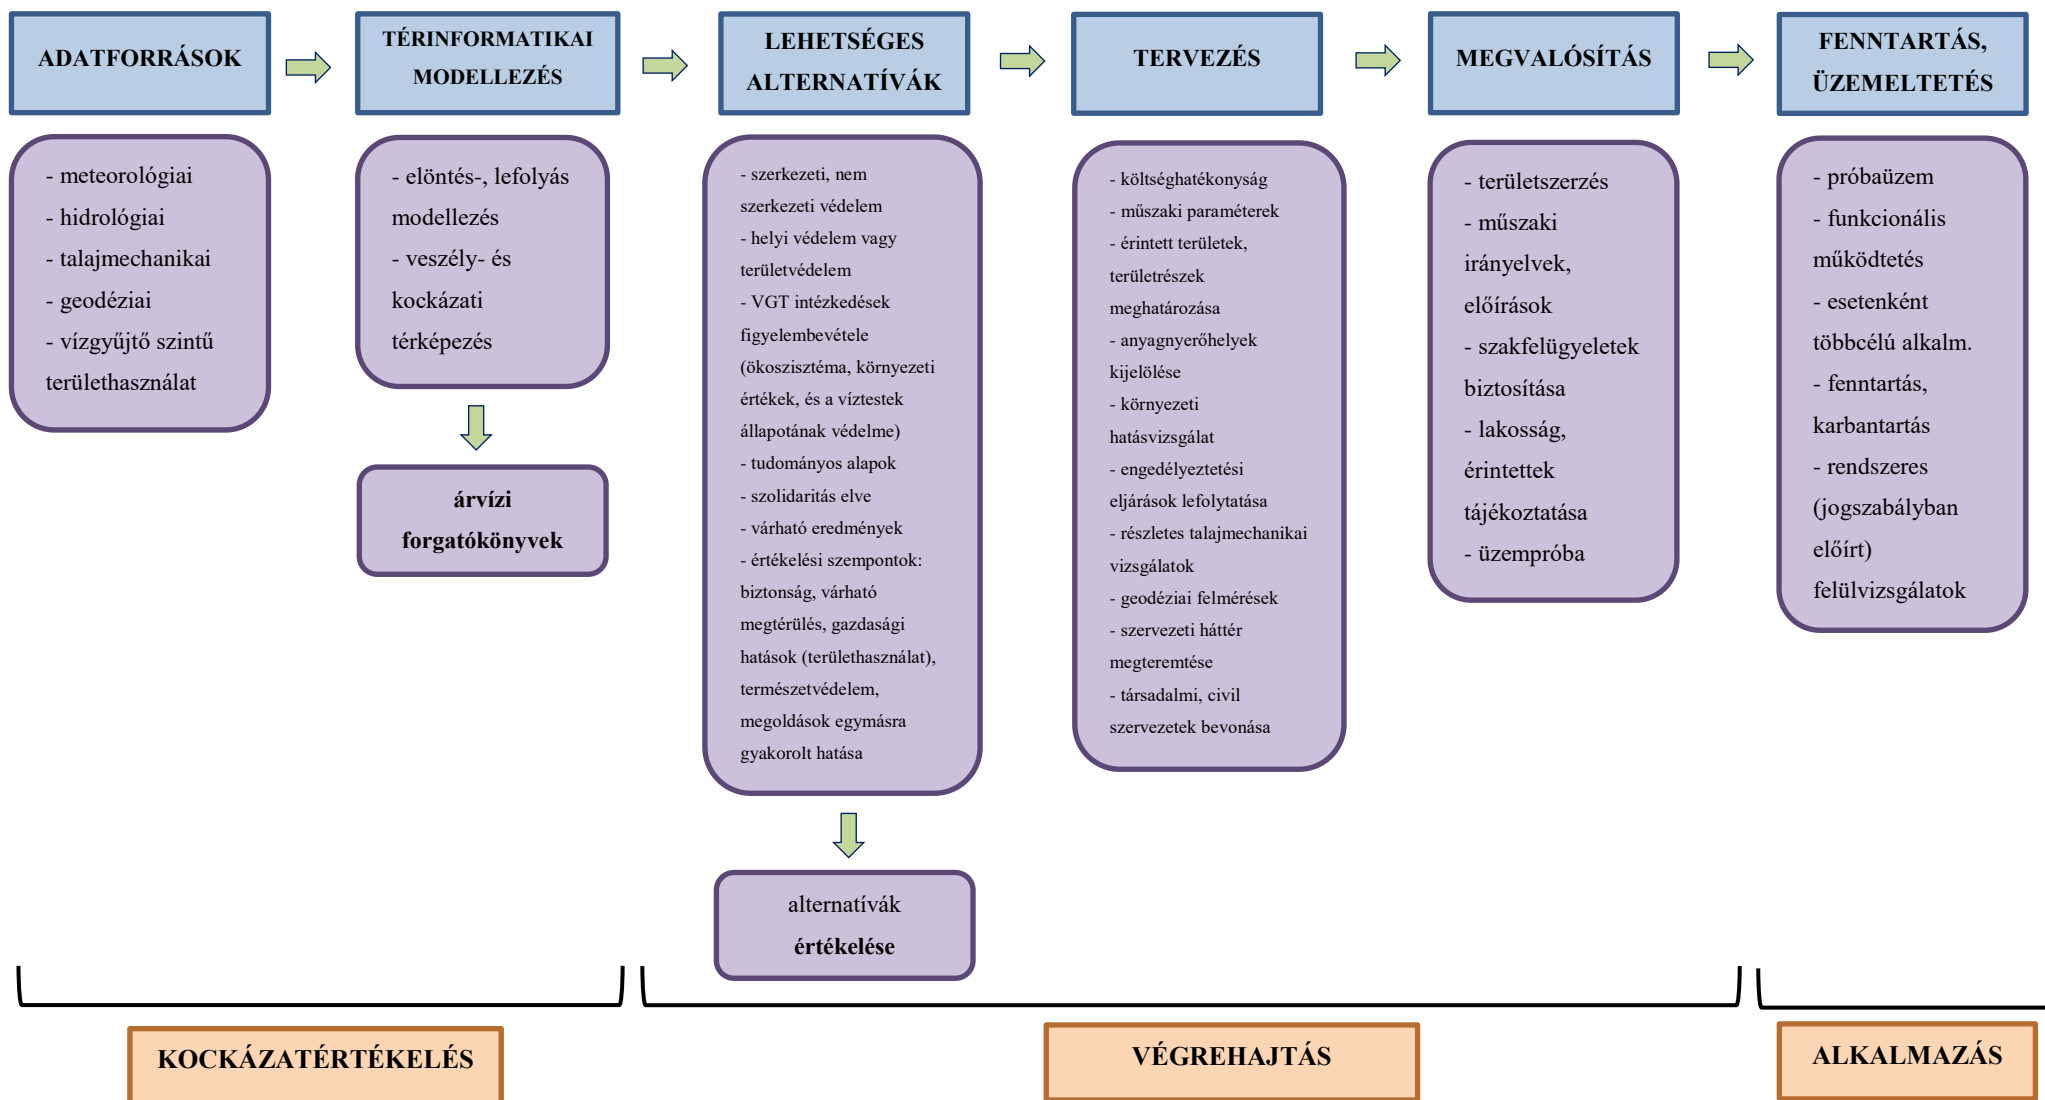 ADATFORRÁSOK
TÉRINFORMATIKAI
MODELLEZÉS
LEHETSÉGES
ALTERNATÍVÁK
TERVEZÉS
MEGVALÓSÍTÁS
FENNTARTÁS,
ÜZEMELTETÉS
- meteorológiai
- hidrológiai
- talajmechanikai
- geodéziai
- vízgyűjtő szintű
területhasználat
- elöntés-, lefolyás
modellezés
- veszély- és
kockázati
térképezés
árvízi
forgatókönyvek
- szerkezeti, nem
szerkezeti védelem
- helyi védelem vagy
területvédelem
- VGT intézkedések
figyelembevétele
(ökoszisztéma, környezeti
értékek, és a víztestek
állapotának védelme)
- tudományos alapok
- szolidaritás elve
- várható eredmények
- értékelési szempontok:
biztonság, várható
megtérülés, gazdasági
hatások (területhasználat),
természetvédelem,
megoldások egymásra
gyakorolt hatása
alternatívák
értékelése
- költséghatékonyság
- műszaki paraméterek
- érintett területek,
területrészek
meghatározása
- anyagnyerőhelyek
kijelölése
- környezeti
hatásvizsgálat
- engedélyeztetési
eljárások lefolytatása
- részletes talajmechanikai
vizsgálatok
- geodéziai felmérések
- szervezeti háttér
megteremtése
- társadalmi, civil
szervezetek bevonása
- területszerzés
- műszaki
irányelvek,
előírások
- szakfelügyeletek
biztosítása
- lakosság,
érintettek
tájékoztatása
- üzempróba
- próbaüzem
- funkcionális
működtetés
- esetenként
többcélú alkalm.
- fenntartás,
karbantartás
- rendszeres
(jogszabályban
előírt)
felülvizsgálatok
KOCKÁZATÉRTÉKELÉS
VÉGREHAJTÁS
ALKALMAZÁS